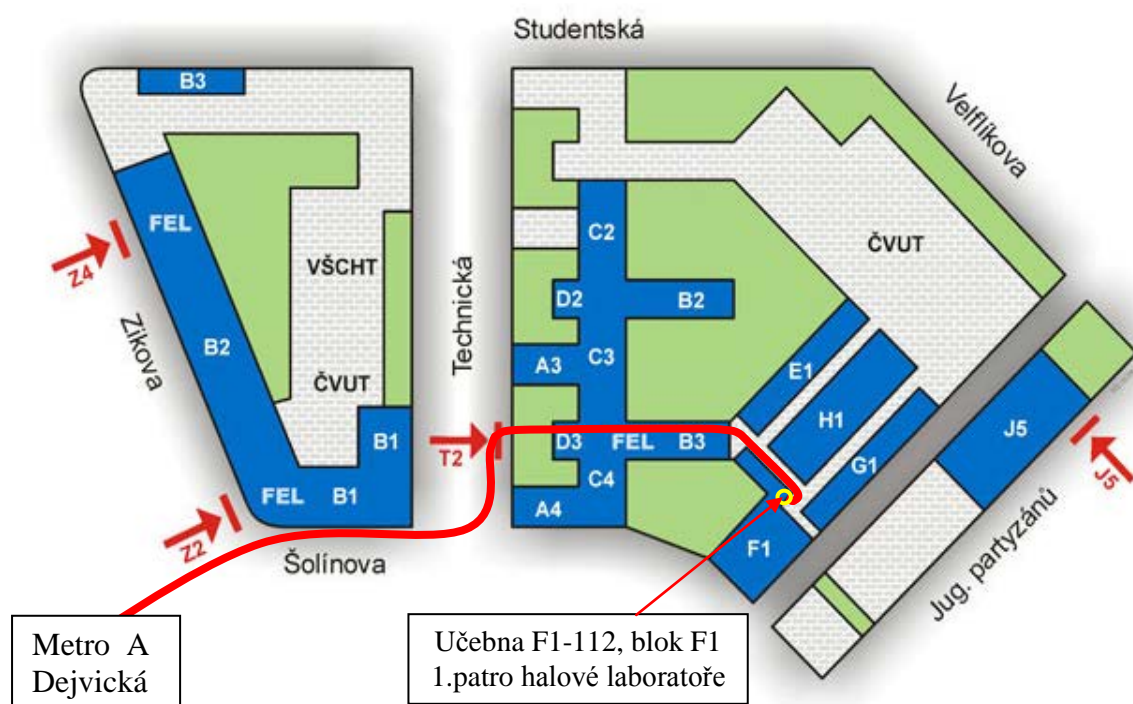 Studentská
B3
Velflíkova
FEL
Z4
C2
VŠCHT
ČVUT
D2
B2
Technická
Zikova
B2
C3
A3
E1
ČVUT
H1
J5
B1
T2
D3
FEL
B3
G1
J5
C4
FEL
B1
A4
Z2
F1
Šolínova
Jug. partyzánů
Metro A
Dejvická
Učebna F1-112, blok F1
1.patro halové laboratoře